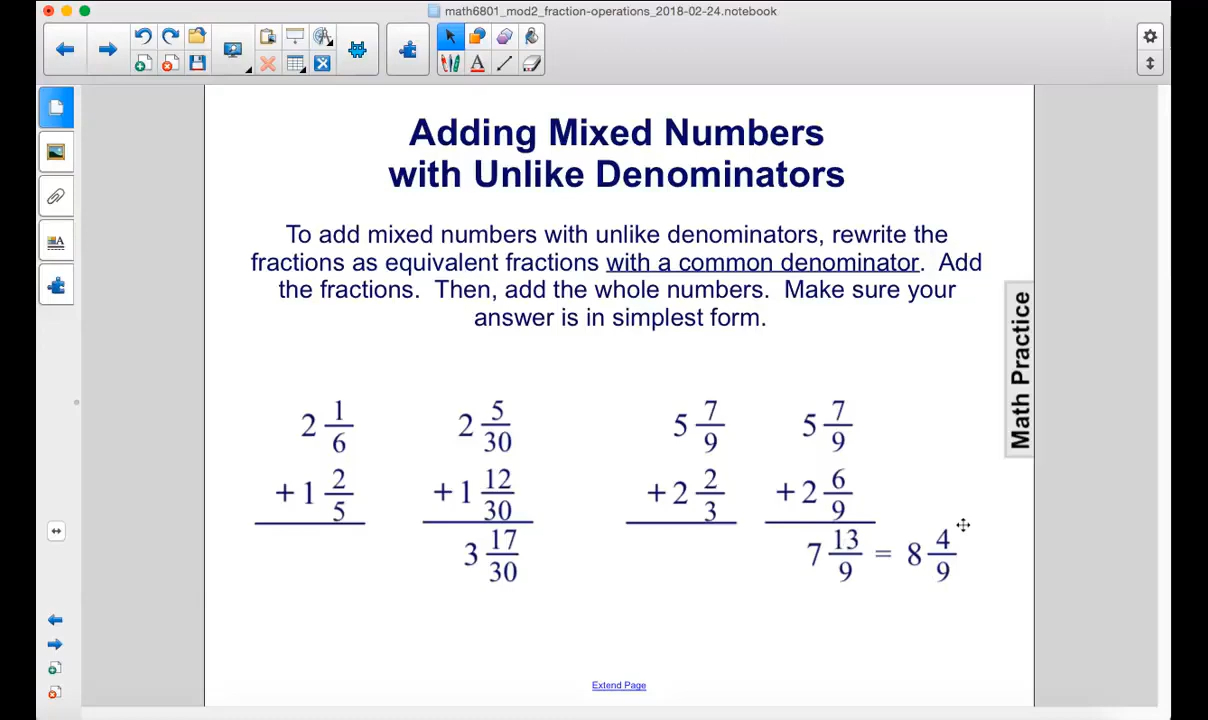 math6801_mod2_fraction-operations_2018-02-24.notebook
Adding Mixed Numbers
with Unlike Denominators
To add mixed numbers with unlike denominators, rewrite the
fractions as equivalent fractions with a common denominator.  Add
the fractions.  Then, add the whole numbers.  Make sure your
answer is in simplest form.
Math Practice
2 1/6 2 5/30 5 7/9 5 7/9
+1 2/5 +1 12/30 +2 2/3 +2 6/9
3 17/30 7 13/9 = 8 4/9
Extend Page